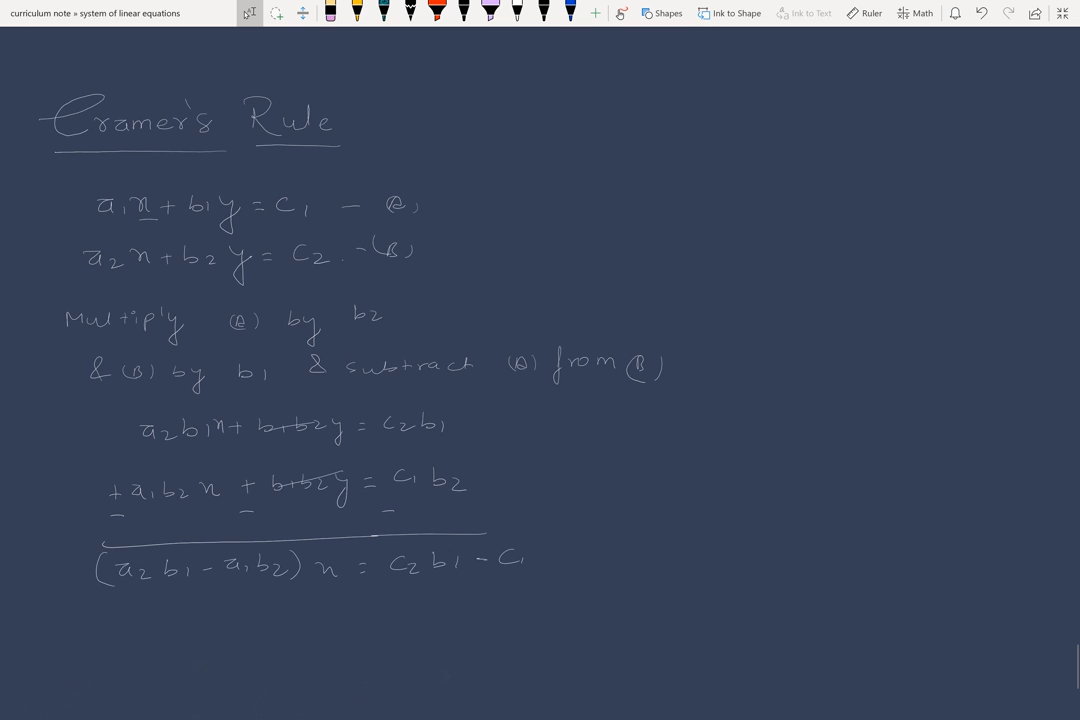 curriculum note » system of linear equations
Shapes Ink to Shape Ink to Text Ruler Math
Cramer's Rule
a₁x + b₁y = c₁ — (A)
a₂x + b₂y = c₂ . — (B)
Multiply (A) by b₂
& (B) by b₁ & subtract (A) from (B)
a₂b₁x + b₁b₂y = c₂b₁
+ a₁b₂x + b₁b₂y = c₁b₂
− − −
(a₂b₁ − a₁b₂) x = c₂b₁ − c₁